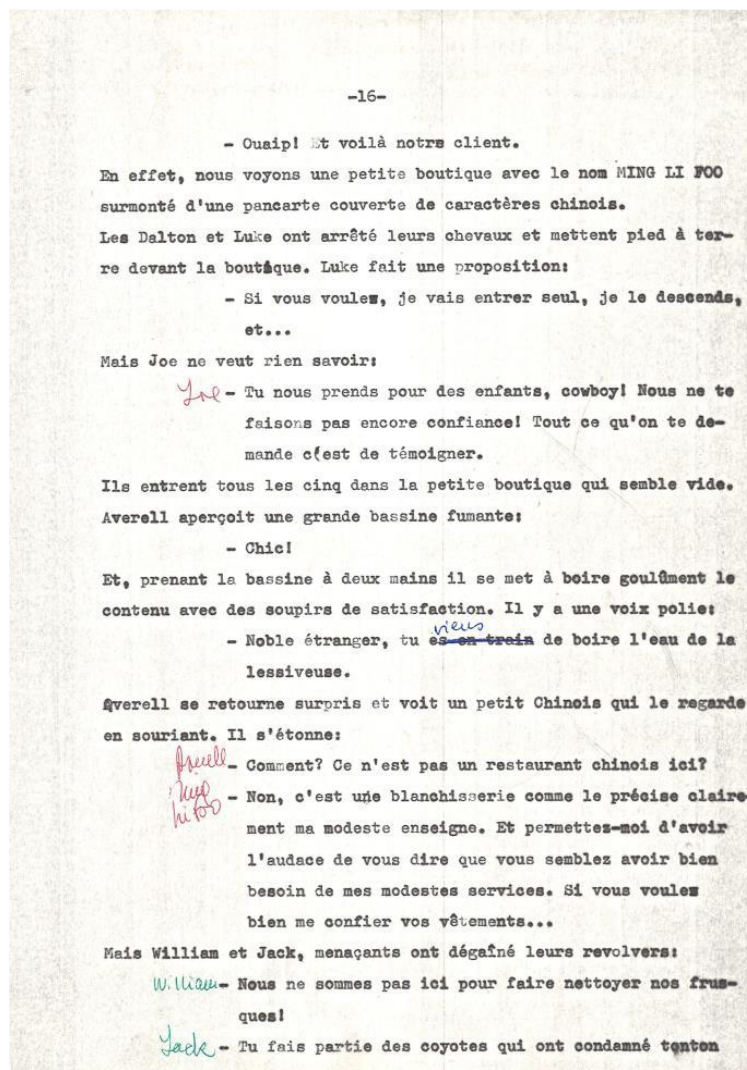 -16-
- Ouaip! Et voilà notre client.
En effet, nous voyons une petite boutique avec le nom MING LI FOO
surmonté d'une pancarte couverte de caractères chinois.
Les Dalton et Luke ont arrêté leurs chevaux et mettent pied à ter-
re devant la boutique. Luke fait une proposition:
- Si vous voulez, je vais entrer seul, je le descends,
et...
Mais Joe ne veut rien savoir:
Joe - Tu nous prends pour des enfants, cowboy! Nous ne te
faisons pas encore confiance! Tout ce qu'on te de-
mande c(est de témoigner.
Ils entrent tous les cinq dans la petite boutique qui semble vide.
Averell aperçoit une grande bassine fumante:
- Chic!
Et, prenant la bassine à deux mains il se met à boire goulûment le
contenu avec des soupirs de satisfaction. Il y a une voix polie:
viens
- Noble étranger, tu es en train de boire l'eau de la
lessiveuse.
Averell se retourne surpris et voit un petit Chinois qui le regarde
en souriant. Il s'étonne:
Averell - Comment? Ce n'est pas un restaurant chinois ici?
Ming
- Non, c'est une blanchisserie comme le précise claire
li Foo
ment ma modeste enseigne. Et permettez-moi d'avoir
l'audace de vous dire que vous semblez avoir bien
besoin de mes modestes services. Si vous voulez
bien me confier vos vêtements...
Mais William et Jack, menaçants ont dégaîné leurs revolvers:
William - Nous ne sommes pas ici pour faire nettoyer nos frus-
ques!
Jack - Tu fais partie des coyotes qui ont condamné tonton